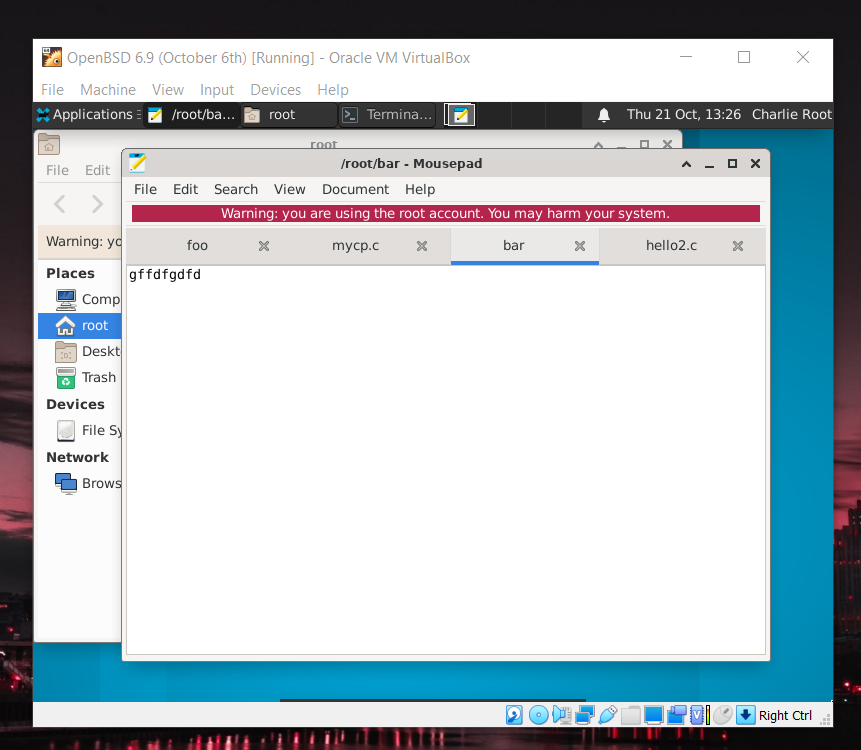 OpenBSD 6.9 (October 6th) [Running] - Oracle VM VirtualBox
File Machine View Input Devices Help
Applications /root/ba... root Termina... Thu 21 Oct, 13:26 Charlie Root
root
/root/bar - Mousepad
File Edit
File Edit Search View Document Help
Warning: you are using the root account. You may harm your system.
Warning: yo
foo mycp.c bar hello2.c
gffdfgdfd
Places
Comp
root
Deskt
Trash
Devices
File Sy
Network
Brows
Right Ctrl